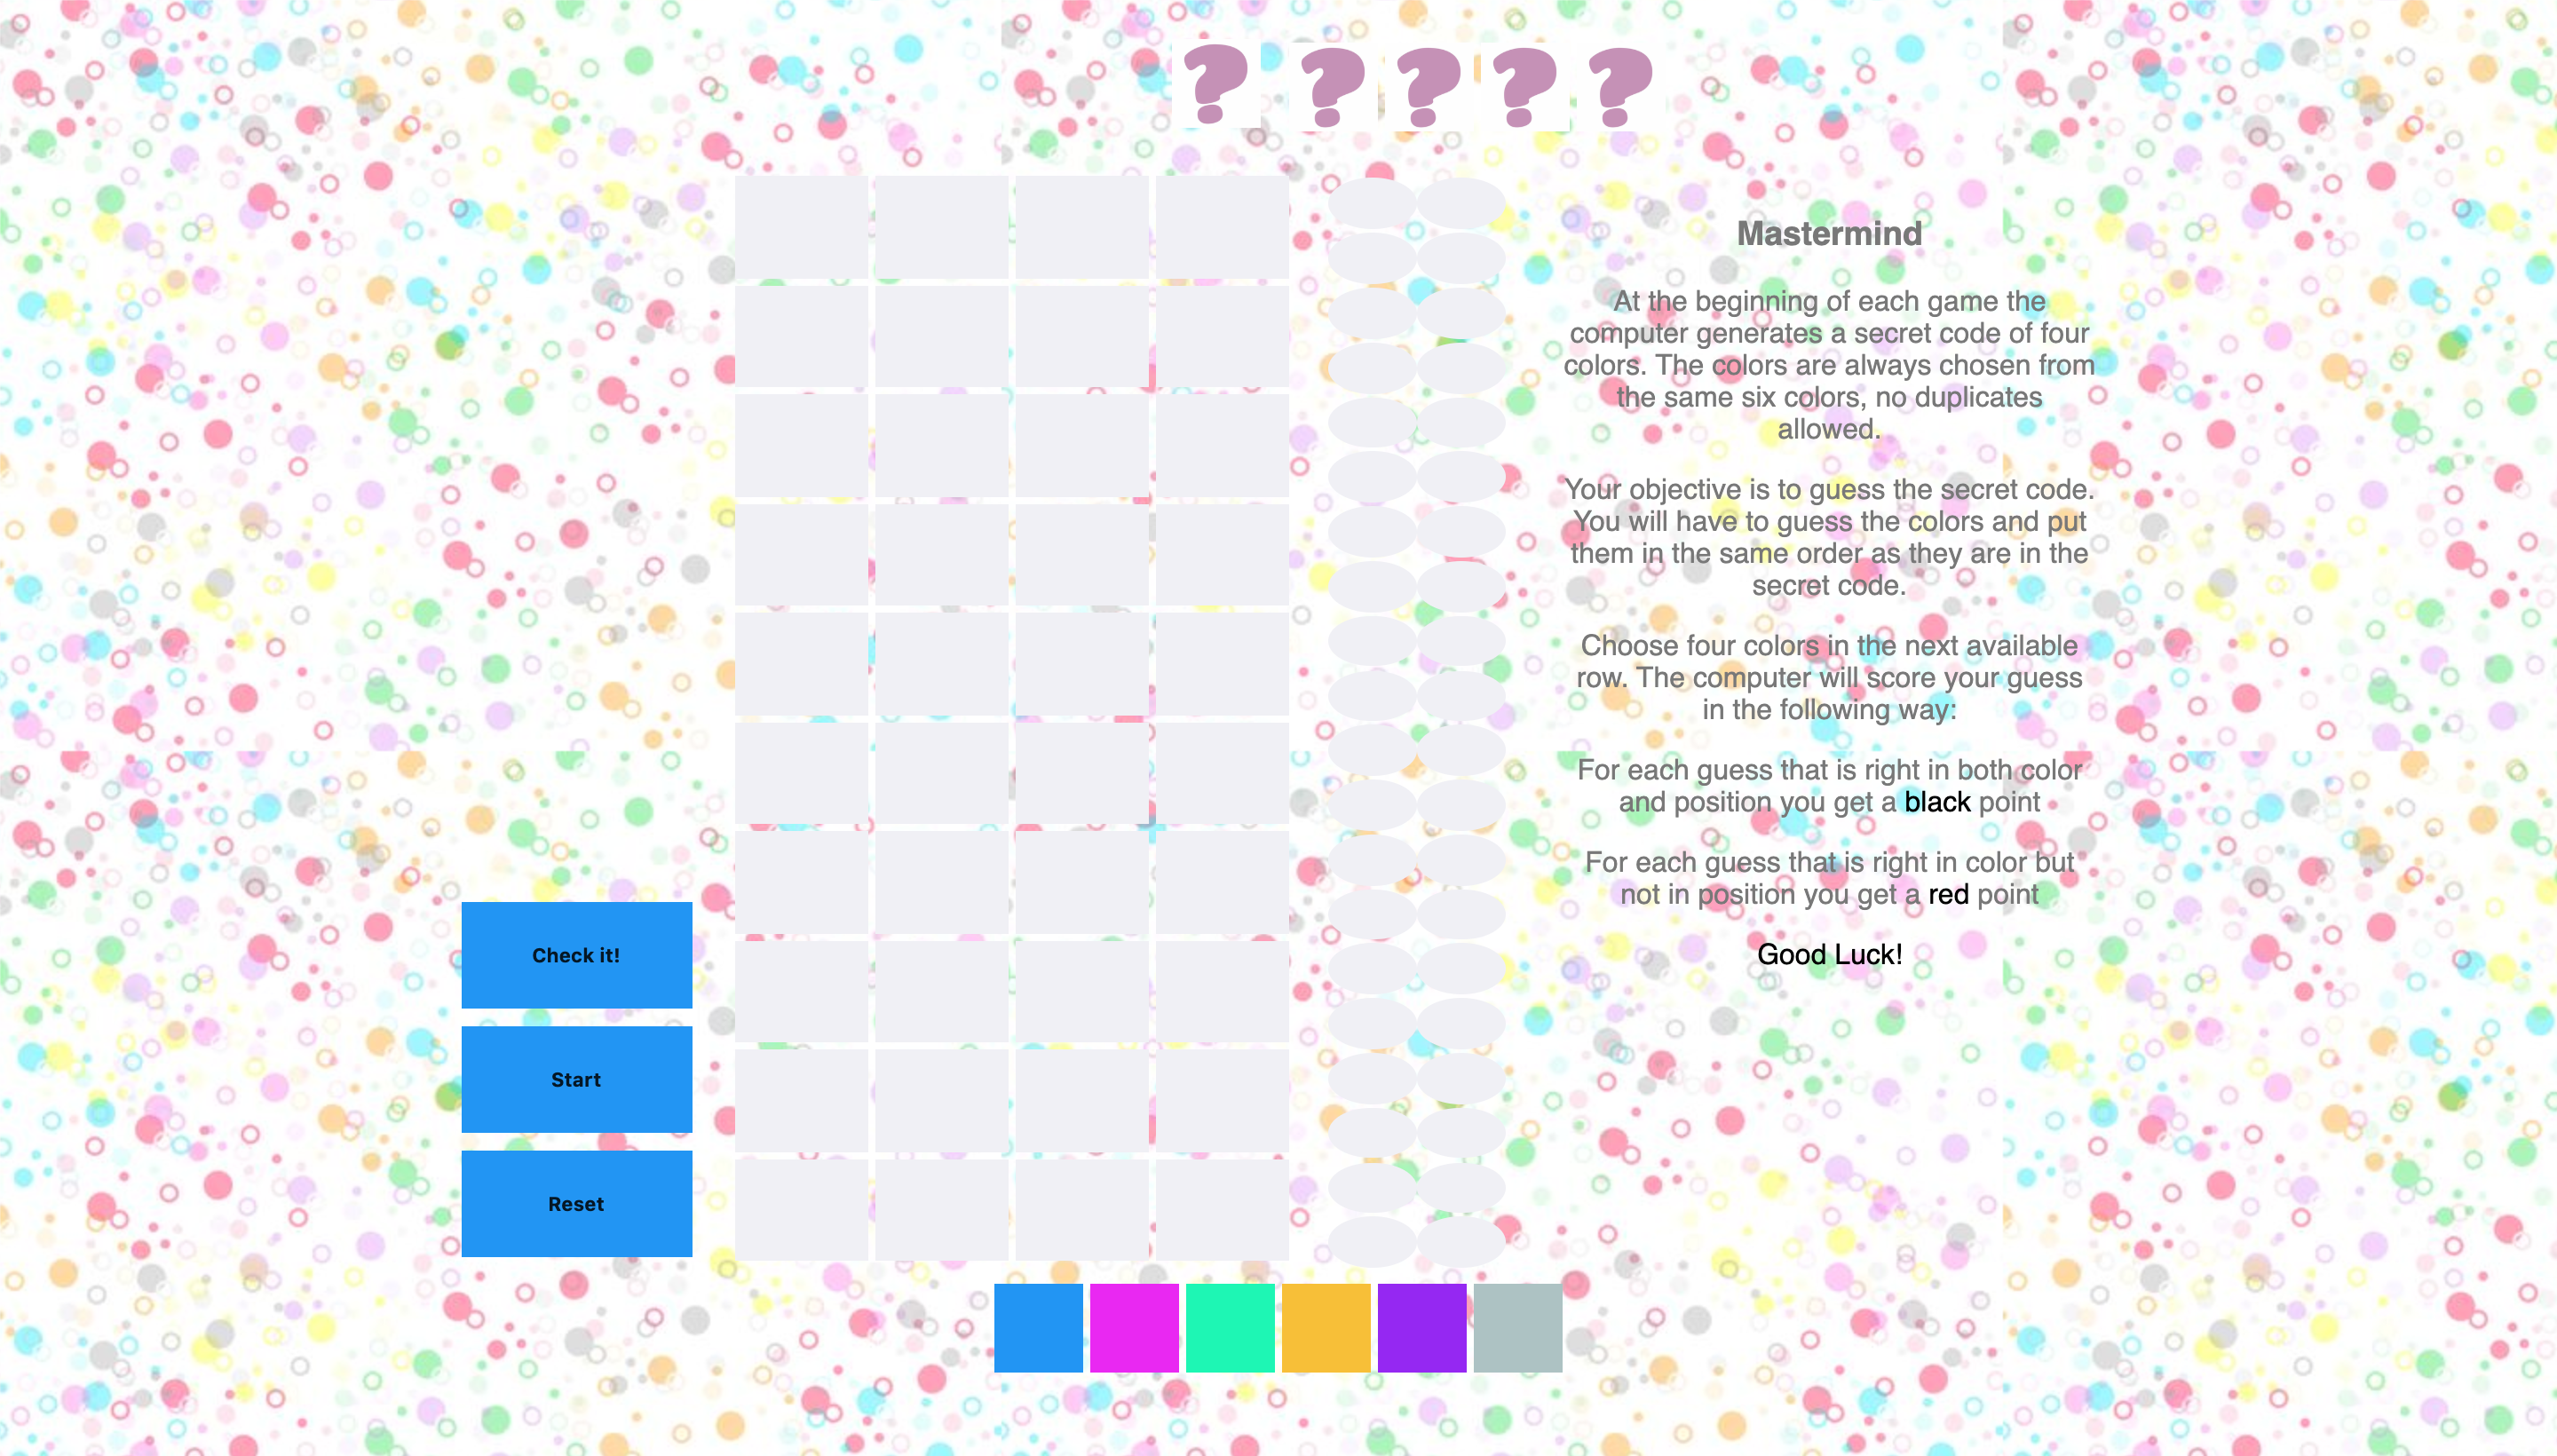 ? ? ? ? ?
Mastermind
At the beginning of each game the
computer generates a secret code of four
colors. The colors are always chosen from
the same six colors, no duplicates
allowed.
Your objective is to guess the secret code.
You will have to guess the colors and put
them in the same order as they are in the
secret code.
Choose four colors in the next available
row. The computer will score your guess
in the following way:
For each guess that is right in both color
and position you get a black point
For each guess that is right in color but
not in position you get a red point
Good Luck!
Check it!
Start
Reset